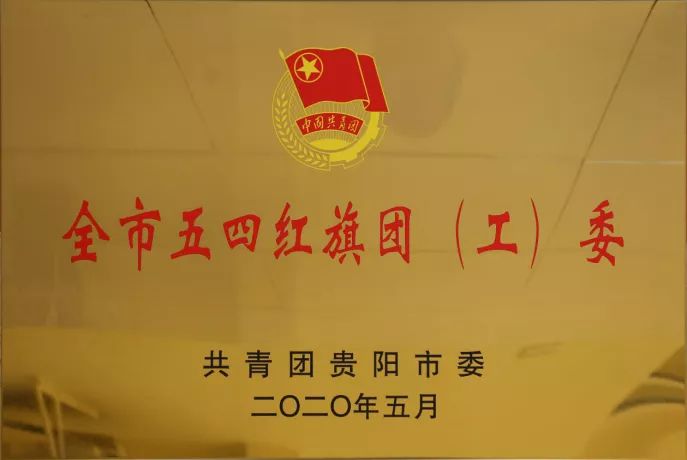 中国共青团
全市五四红旗团（工）委
共青团贵阳市委
二〇二〇年五月